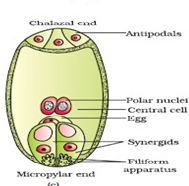 Chalazal end
Antipodals
Polar nuclei
Central cell
Egg
Synergids
Filiform
apparatus
Micropylar end
(c)